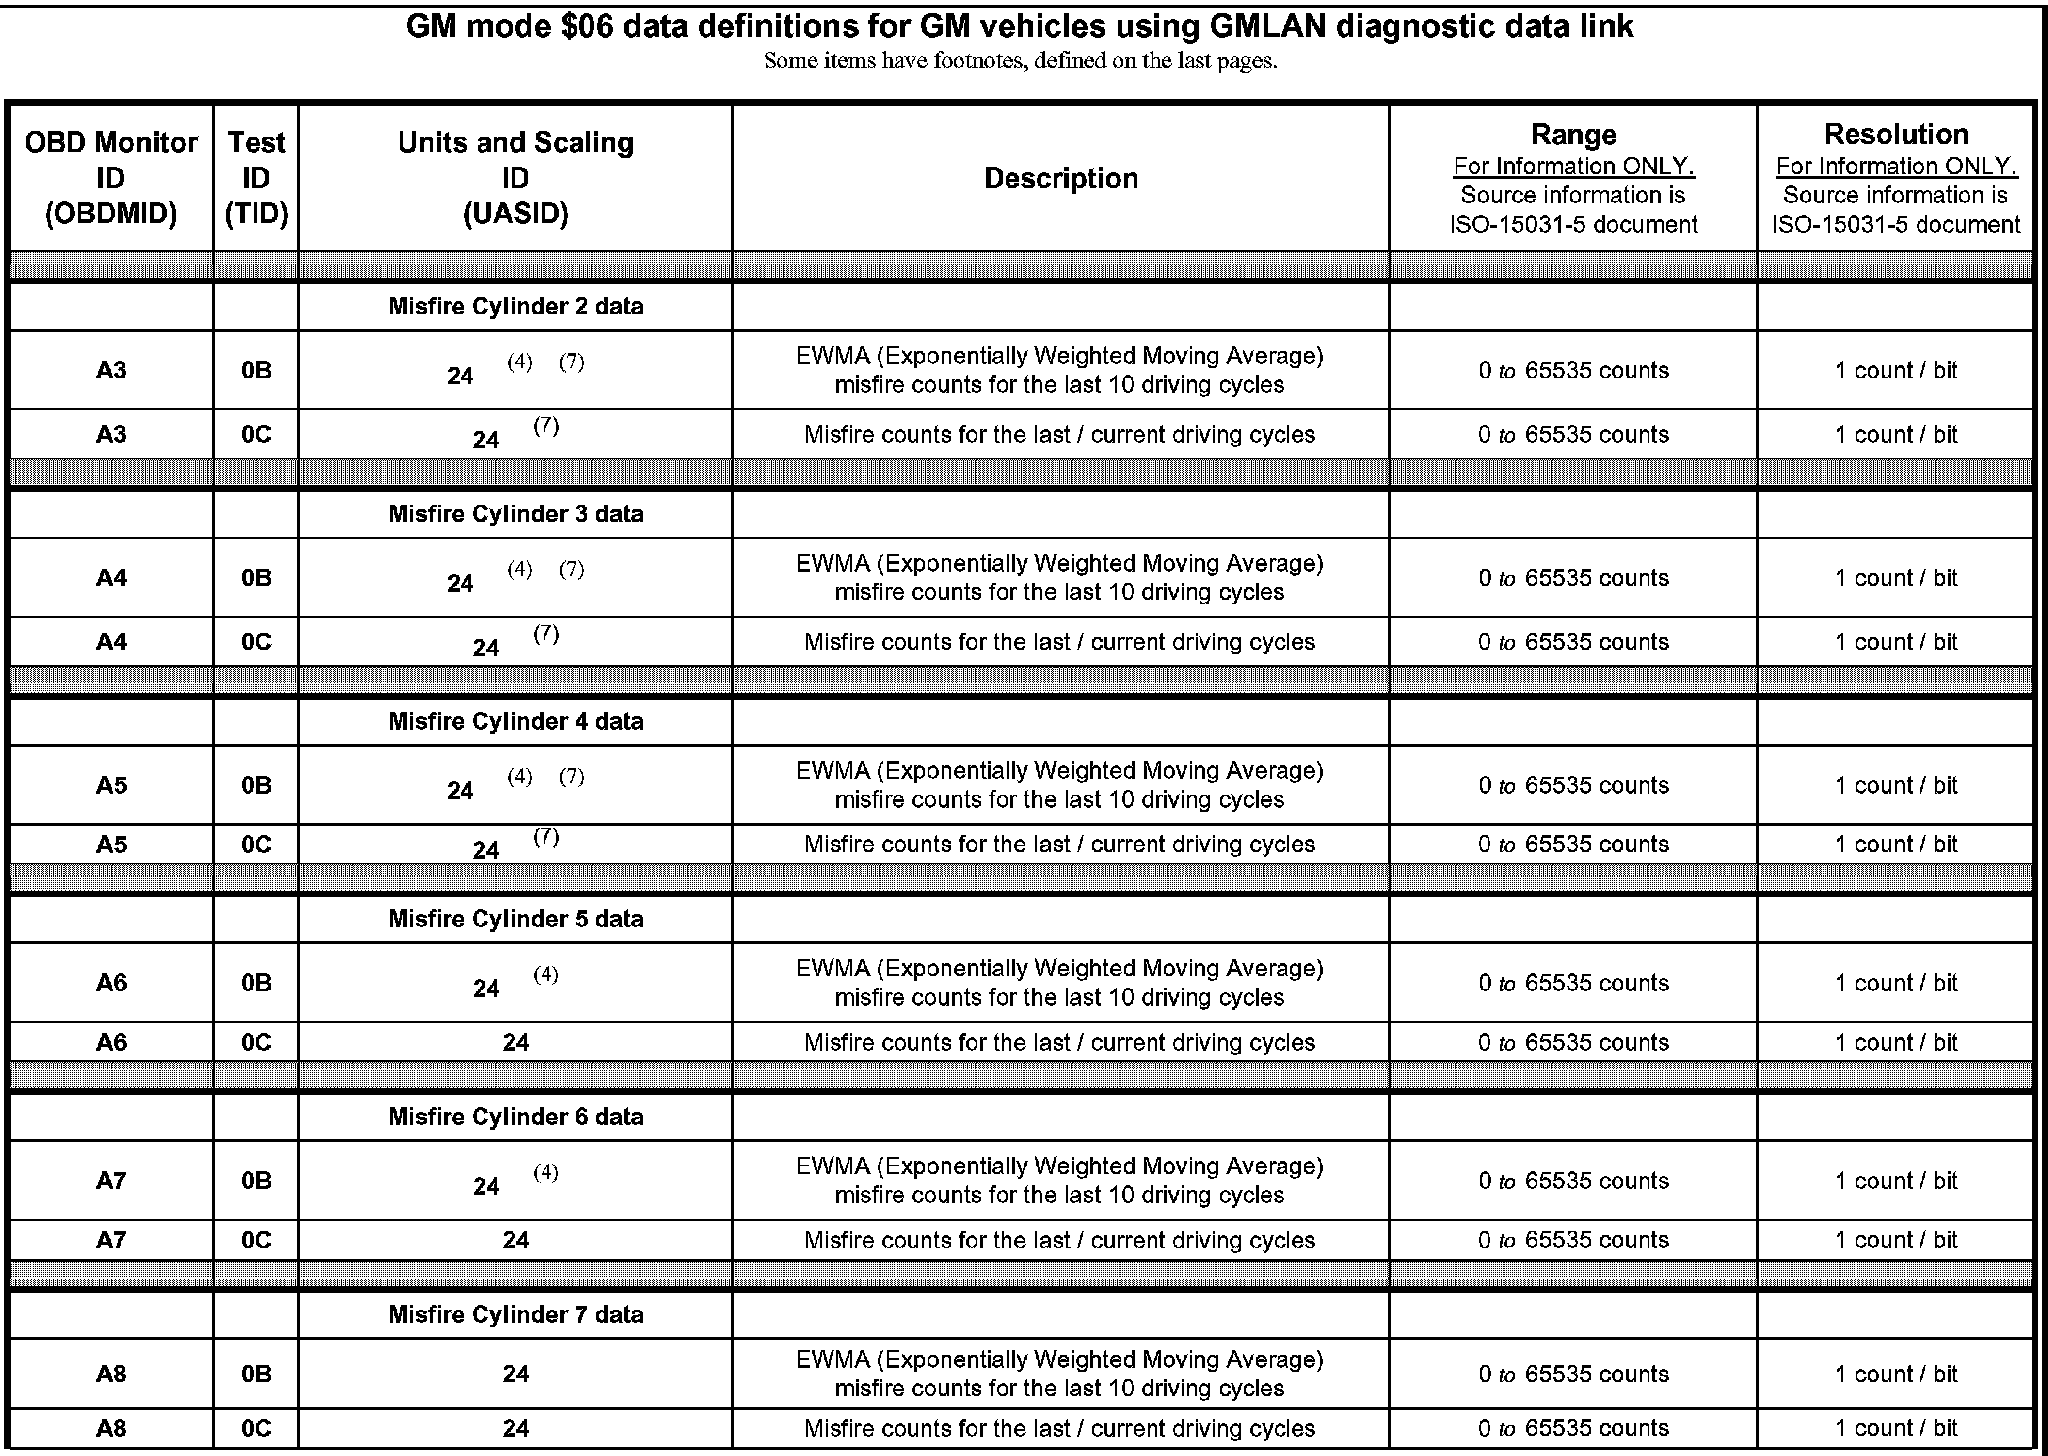 GM mode $06 data definitions for GM vehicles using GMLAN diagnostic data link
Some items have footnotes, defined on the last pages.
OBD Monitor ID (OBDMID) Test ID (TID) Units and Scaling ID (UASID) Description Range For Information ONLY. Source information is ISO-15031-5 document Resolution For Information ONLY. Source information is ISO-15031-5 document
Misfire Cylinder 2 data
A3 0B 24 (4) (7) EWMA (Exponentially Weighted Moving Average) misfire counts for the last 10 driving cycles 0 to 65535 counts 1 count / bit
A3 0C 24 (7) Misfire counts for the last / current driving cycles 0 to 65535 counts 1 count / bit
Misfire Cylinder 3 data
A4 0B 24 (4) (7) EWMA (Exponentially Weighted Moving Average) misfire counts for the last 10 driving cycles 0 to 65535 counts 1 count / bit
A4 0C 24 (7) Misfire counts for the last / current driving cycles 0 to 65535 counts 1 count / bit
Misfire Cylinder 4 data
A5 0B 24 (4) (7) EWMA (Exponentially Weighted Moving Average) misfire counts for the last 10 driving cycles 0 to 65535 counts 1 count / bit
A5 0C 24 (7) Misfire counts for the last / current driving cycles 0 to 65535 counts 1 count / bit
Misfire Cylinder 5 data
A6 0B 24 (4) EWMA (Exponentially Weighted Moving Average) misfire counts for the last 10 driving cycles 0 to 65535 counts 1 count / bit
A6 0C 24 Misfire counts for the last / current driving cycles 0 to 65535 counts 1 count / bit
Misfire Cylinder 6 data
A7 0B 24 (4) EWMA (Exponentially Weighted Moving Average) misfire counts for the last 10 driving cycles 0 to 65535 counts 1 count / bit
A7 0C 24 Misfire counts for the last / current driving cycles 0 to 65535 counts 1 count / bit
Misfire Cylinder 7 data
A8 0B 24 EWMA (Exponentially Weighted Moving Average) misfire counts for the last 10 driving cycles 0 to 65535 counts 1 count / bit
A8 0C 24 Misfire counts for the last / current driving cycles 0 to 65535 counts 1 count / bit